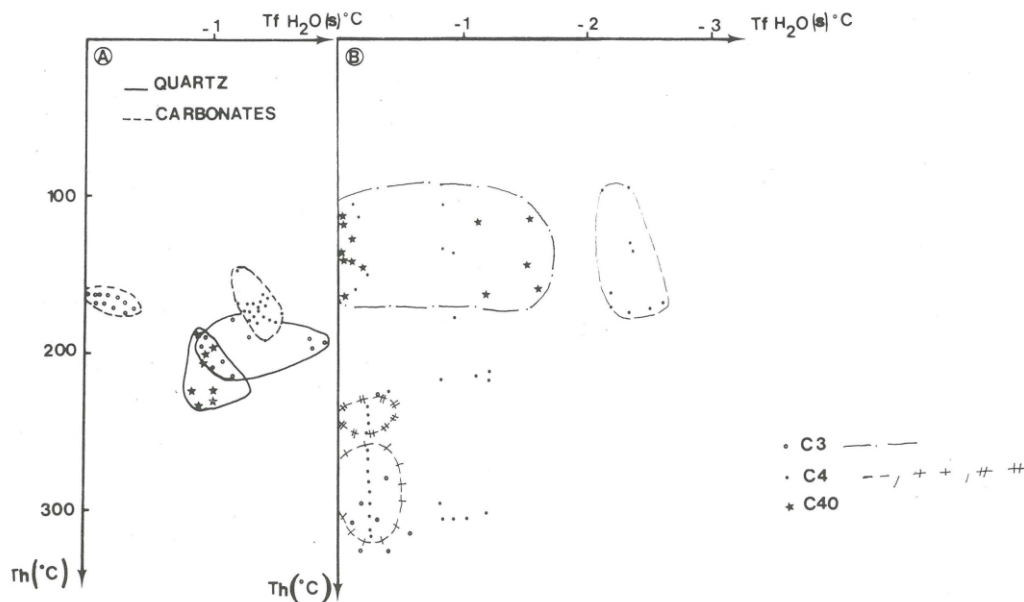 Tf H₂O(s) °C
-1
Tf H₂O(s) °C
-1
-2
-3
A
B
QUARTZ
CARBONATES
100
200
300
C3
C4
C40
Th(°C)
Th(°C)